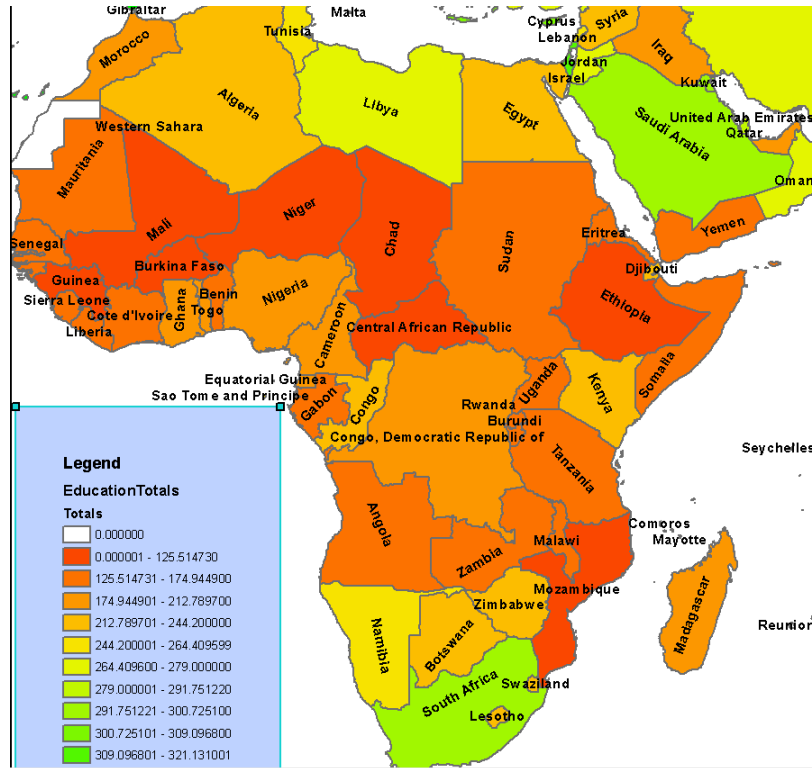 Gibraltar
Malta
Cyprus
Syria
Tunisia
Lebanon
Morocco
Iraq
Jordan
Israel
Kuwait
Algeria
Libya
Egypt
United Arab Emirates
Saudi Arabia
Qatar
Western Sahara
Mauritania
Oman
Niger
Mali
Chad
Yemen
Senegal
Eritrea
Sudan
Burkina Faso
Djibouti
Guinea
Benin
Nigeria
Ethiopia
Sierra Leone
Ghana
Togo
Cote d'Ivoire
Liberia
Central African Republic
Cameroon
Somalia
Equatorial Guinea
Uganda
Kenya
Sao Tome and Principe
Gabon
Congo
Rwanda
Burundi
Congo, Democratic Republic of
Seychelles
Tanzania
Angola
Comoros
Malawi
Mayotte
Zambia
Mozambique
Zimbabwe
Madagascar
Reunion
Namibia
Botswana
Swaziland
South Africa
Lesotho
Legend
EducationTotals
Totals
0.000000
0.000001 - 125.514730
125.514731 - 174.944900
174.944901 - 212.789700
212.789701 - 244.200000
244.200001 - 264.409599
264.409600 - 279.000000
279.000001 - 291.751220
291.751221 - 300.725100
300.725101 - 309.096800
309.096801 - 321.131001